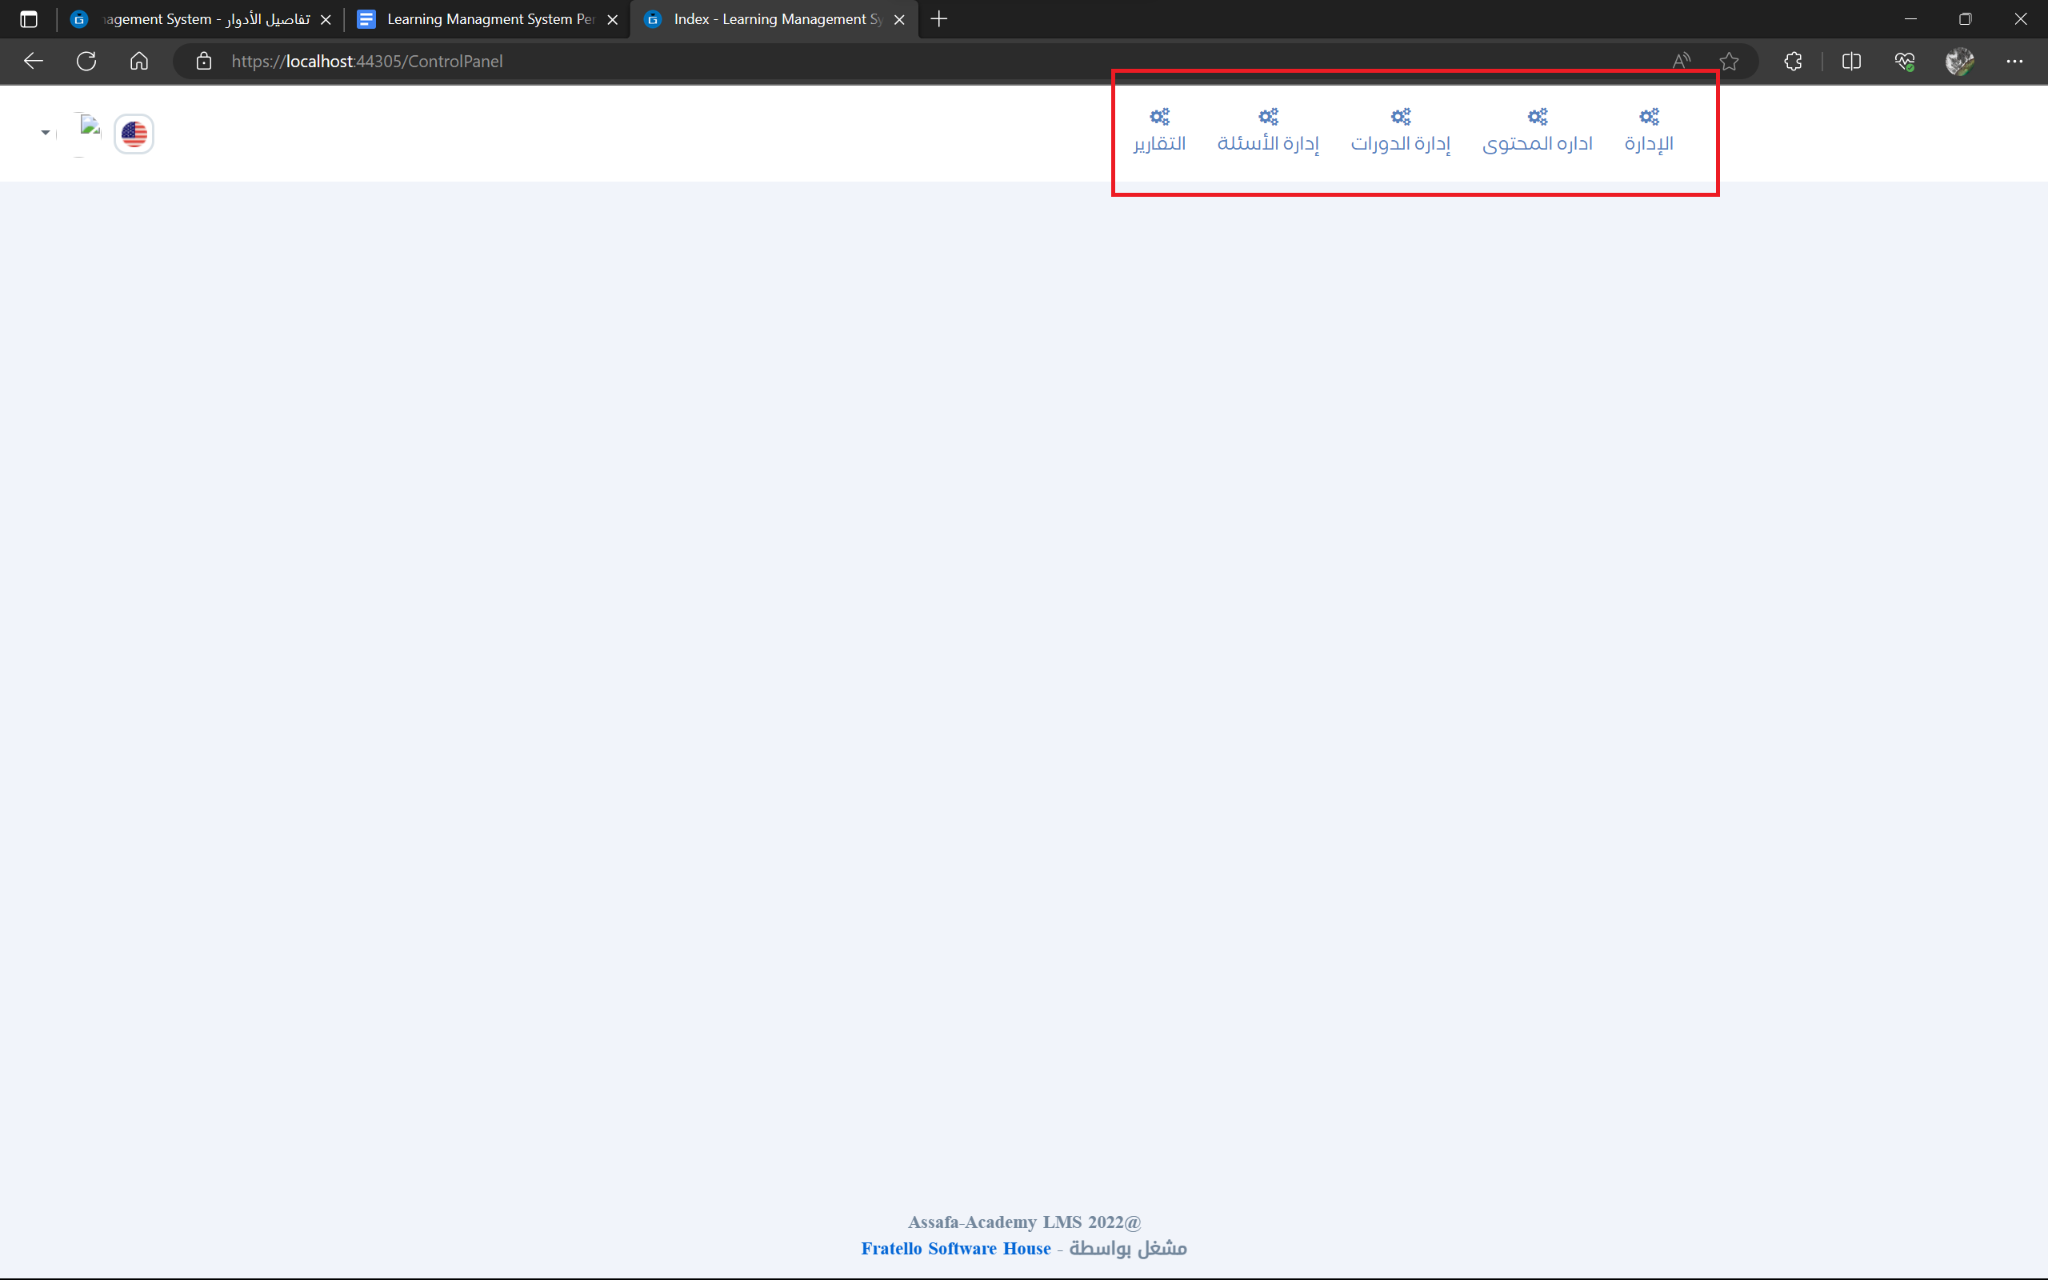 agement System - تفاصيل الأدوار
Learning Managment System Per
Index - Learning Management Sy
https://localhost:44305/ControlPanel
الإدارة
اداره المحتوى
إدارة الدورات
إدارة الأسئلة
التقارير
Assafa-Academy LMS 2022@
مشغل بواسطة - Fratello Software House